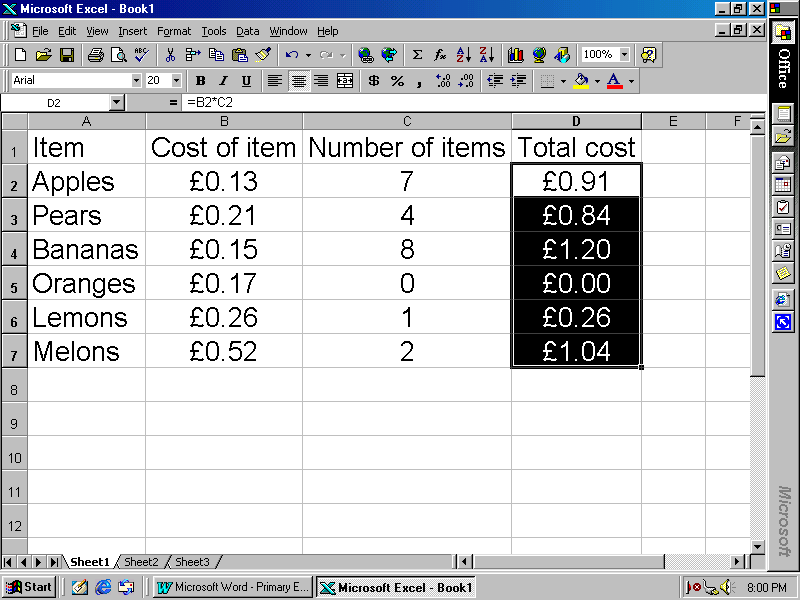 Microsoft Excel - Book1
File Edit View Insert Format Tools Data Window Help
100%
Arial 20 B I U $ % ,
D2 = =B2*C2
A B C D E F
1 Item Cost of item Number of items Total cost
2 Apples £0.13 7 £0.91
3 Pears £0.21 4 £0.84
4 Bananas £0.15 8 £1.20
5 Oranges £0.17 0 £0.00
6 Lemons £0.26 1 £0.26
7 Melons £0.52 2 £1.04
8
9
10
11
12
Sheet1 Sheet2 Sheet3
Office
Microsoft
Start Microsoft Word - Primary E... Microsoft Excel - Book1 8:00 PM